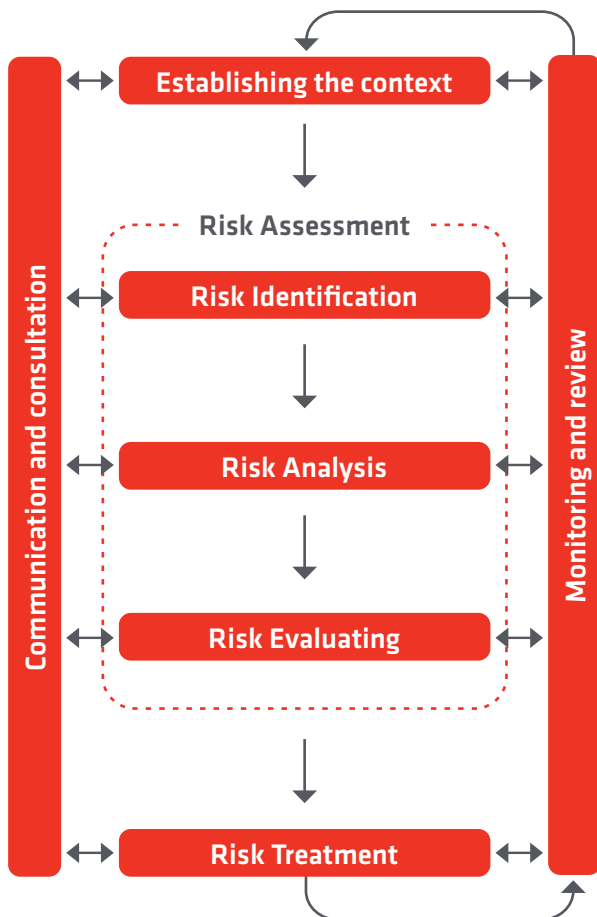 Establishing the context
Risk Assessment
Risk Identification
Risk Analysis
Risk Evaluating
Risk Treatment
Communication and consultation
Monitoring and review